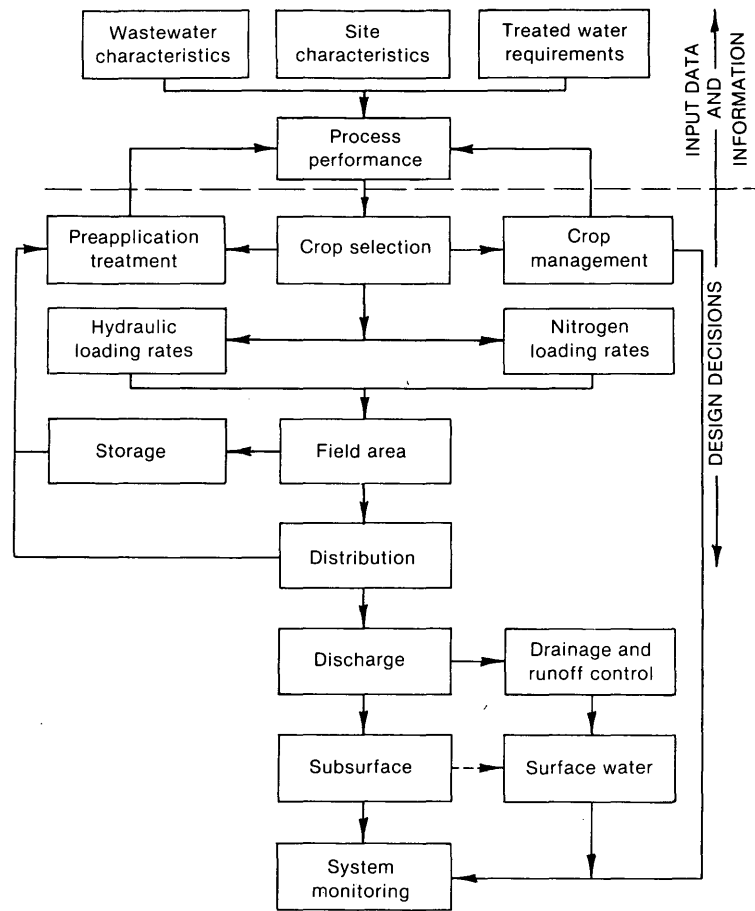 Wastewater
characteristics
Site
characteristics
Treated water
requirements
Process
performance
INPUT DATA
AND
INFORMATION
Preapplication
treatment
Crop selection
Crop
management
Hydraulic
loading rates
Nitrogen
loading rates
DESIGN DECISIONS
Storage
Field area
Distribution
Discharge
Drainage and
runoff control
Subsurface
Surface water
System
monitoring